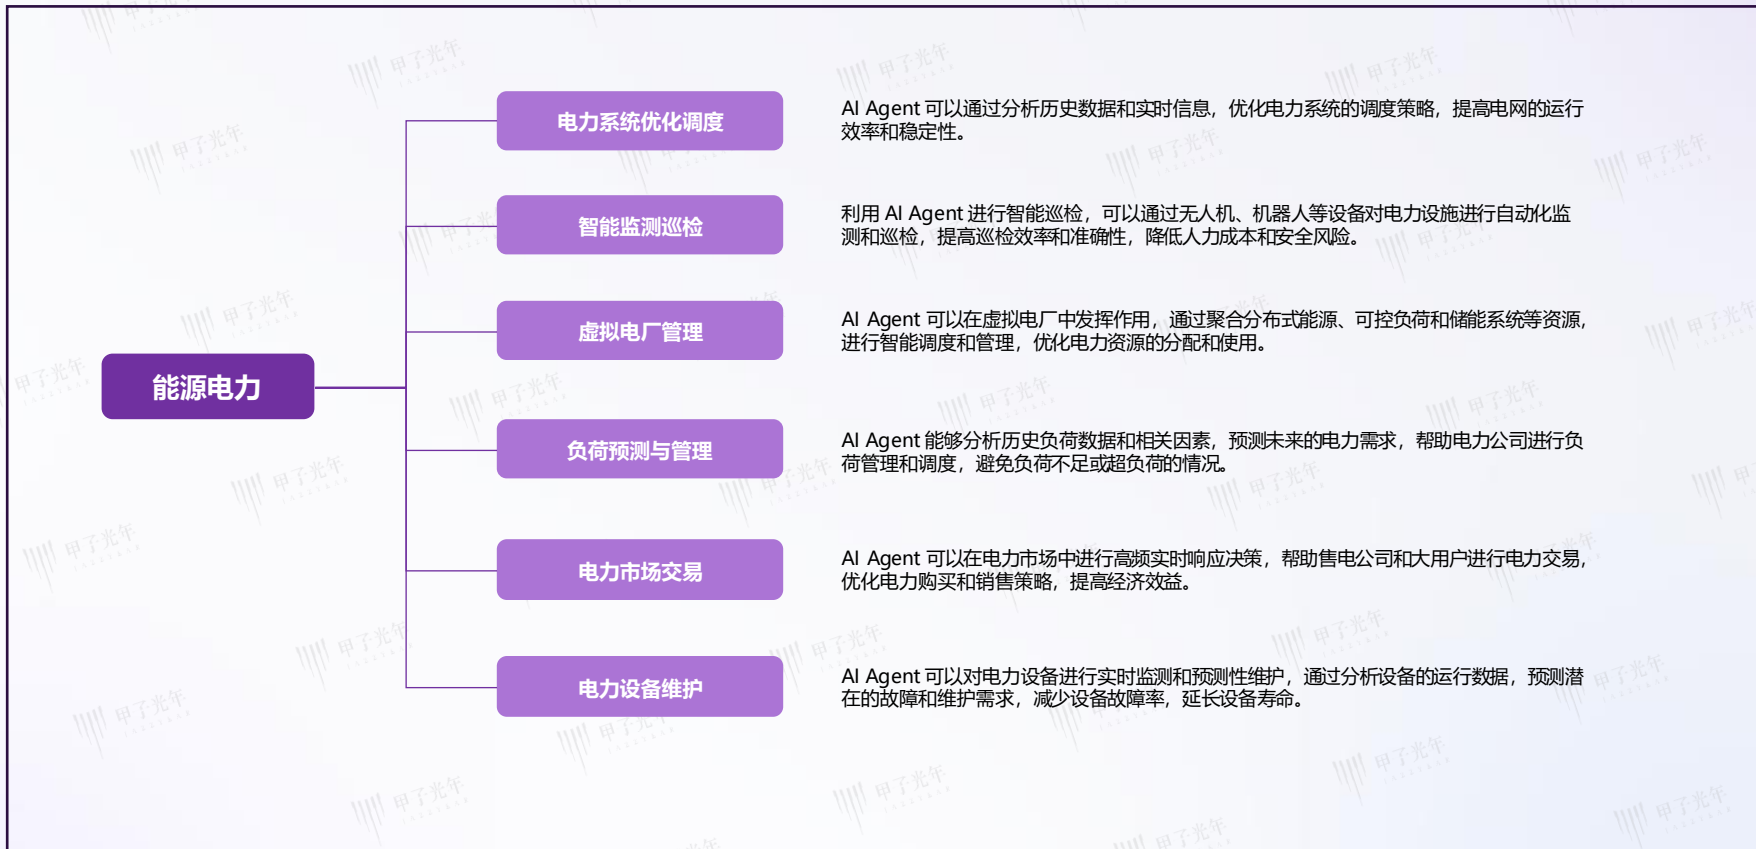 电力系统优化调度
AI Agent 可以通过分析历史数据和实时信息，优化电力系统的调度策略，提高电网的运行
效率和稳定性。
智能监测巡检
利用 AI Agent 进行智能巡检，可以通过无人机、机器人等设备对电力设施进行自动化监
测和巡检，提高巡检效率和准确性，降低人力成本和安全风险。
虚拟电厂管理
AI Agent 可以在虚拟电厂中发挥作用，通过聚合分布式能源、可控负荷和储能系统等资源，
进行智能调度和管理，优化电力资源的分配和使用。
能源电力
负荷预测与管理
AI Agent 能够分析历史负荷数据和相关因素，预测未来的电力需求，帮助电力公司进行负
荷管理和调度，避免负荷不足或超负荷的情况。
电力市场交易
AI Agent 可以在电力市场中进行高频实时响应决策，帮助售电公司和大用户进行电力交易，
优化电力购买和销售策略，提高经济效益。
电力设备维护
AI Agent 可以对电力设备进行实时监测和预测性维护，通过分析设备的运行数据，预测潜
在的故障和维护需求，减少设备故障率，延长设备寿命。
甲子光年